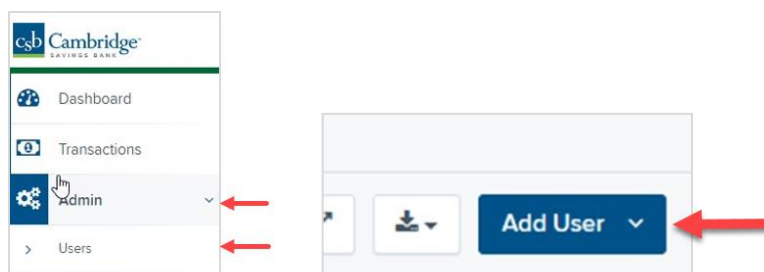 csb Cambridge
SAVINGS BANK
Dashboard
Transactions
Admin
Users
Add User